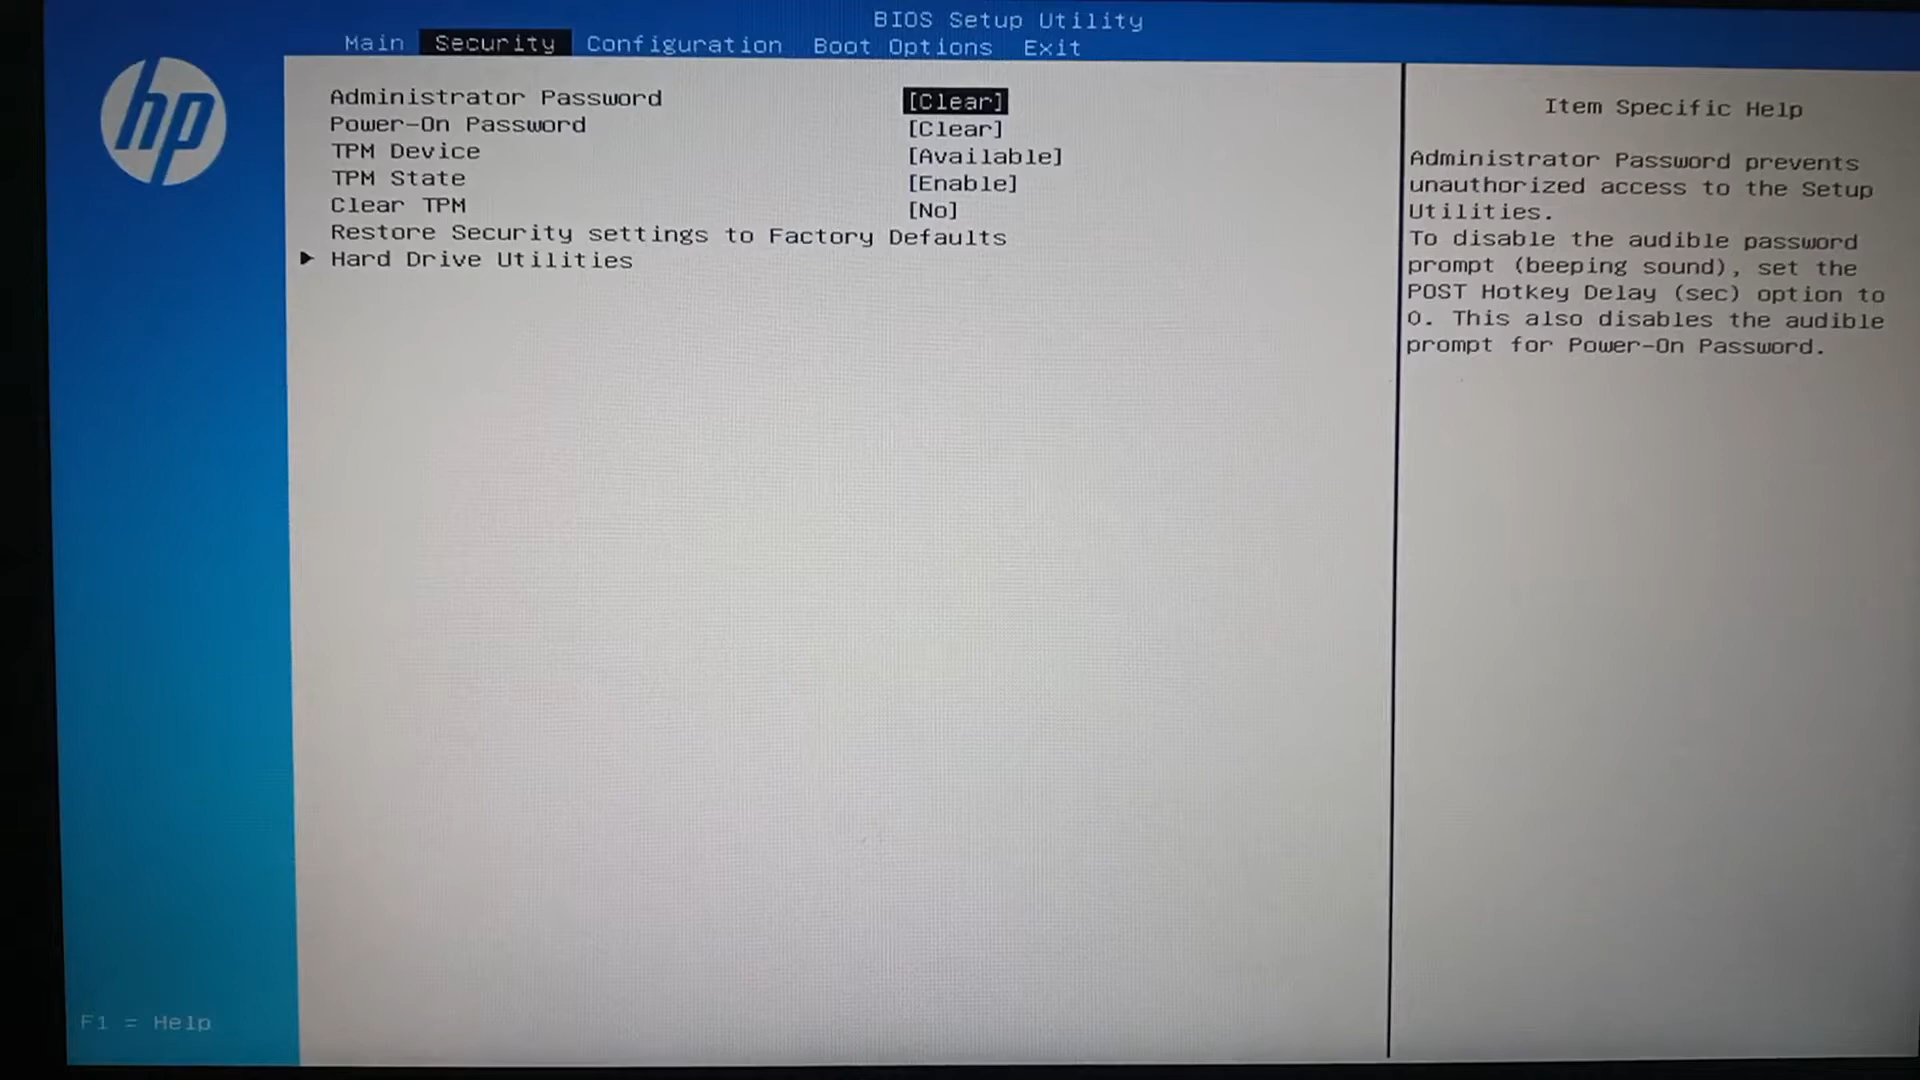 BIOS Setup Utility
Main Security Configuration Boot Options Exit
hp
Administrator Password [Clear]
Power-On Password [Clear]
TPM Device [Available]
TPM State [Enable]
Clear TPM [No]
Restore Security settings to Factory Defaults
Hard Drive Utilities
Item Specific Help
Administrator Password prevents
unauthorized access to the Setup
Utilities.
To disable the audible password
prompt (beeping sound), set the
POST Hotkey Delay (sec) option to
0. This also disables the audible
prompt for Power-On Password.
F1 = Help